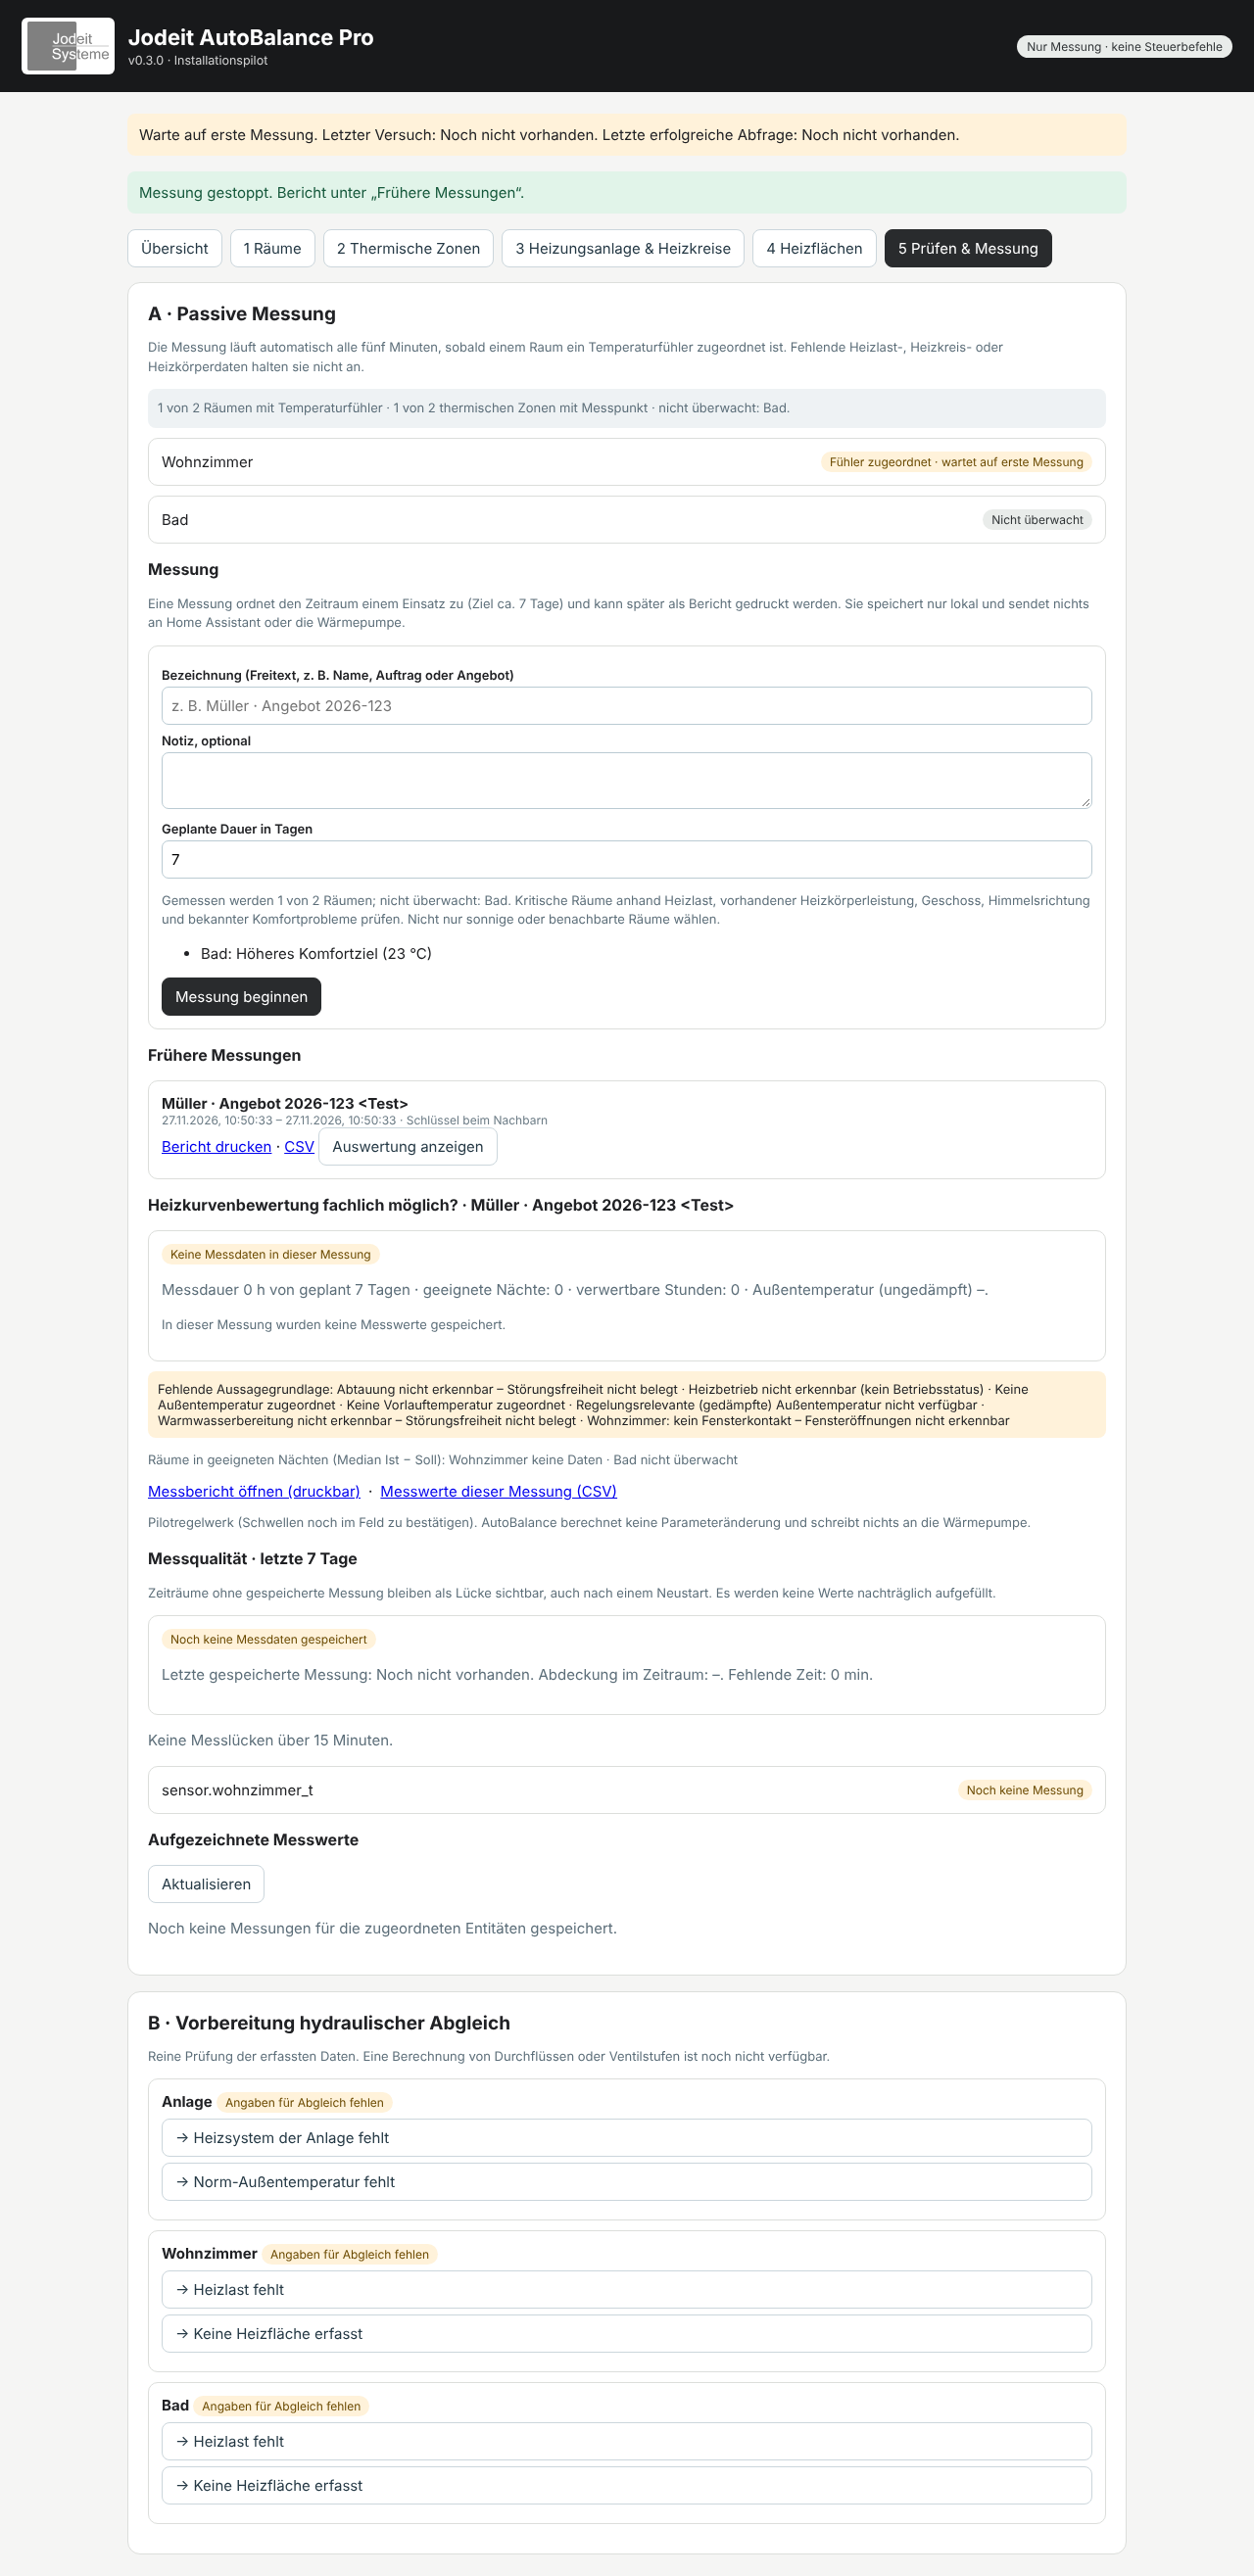 Jodeit
Systeme
Jodeit AutoBalance Pro
v0.3.0 · Installationspilot
Nur Messung · keine Steuerbefehle
Warte auf erste Messung. Letzter Versuch: Noch nicht vorhanden. Letzte erfolgreiche Abfrage: Noch nicht vorhanden.
Messung gestoppt. Bericht unter „Frühere Messungen“.
Übersicht
1 Räume
2 Thermische Zonen
3 Heizungsanlage & Heizkreise
4 Heizflächen
5 Prüfen & Messung
A · Passive Messung
Die Messung läuft automatisch alle fünf Minuten, sobald einem Raum ein Temperaturfühler zugeordnet ist. Fehlende Heizlast-, Heizkreis- oder
Heizkörperdaten halten sie nicht an.
1 von 2 Räumen mit Temperaturfühler · 1 von 2 thermischen Zonen mit Messpunkt · nicht überwacht: Bad.
Wohnzimmer
Fühler zugeordnet · wartet auf erste Messung
Bad
Nicht überwacht
Messung
Eine Messung ordnet den Zeitraum einem Einsatz zu (Ziel ca. 7 Tage) und kann später als Bericht gedruckt werden. Sie speichert nur lokal und sendet nichts
an Home Assistant oder die Wärmepumpe.
Bezeichnung (Freitext, z. B. Name, Auftrag oder Angebot)
z. B. Müller · Angebot 2026-123
Notiz, optional
Geplante Dauer in Tagen
7
Gemessen werden 1 von 2 Räumen; nicht überwacht: Bad. Kritische Räume anhand Heizlast, vorhandener Heizkörperleistung, Geschoss, Himmelsrichtung
und bekannter Komfortprobleme prüfen. Nicht nur sonnige oder benachbarte Räume wählen.
• Bad: Höheres Komfortziel (23 °C)
Messung beginnen
Frühere Messungen
Müller · Angebot 2026-123 <Test>
27.11.2026, 10:50:33 – 27.11.2026, 10:50:33 · Schlüssel beim Nachbarn
Bericht drucken · CSV
Auswertung anzeigen
Heizkurvenbewertung fachlich möglich? · Müller · Angebot 2026-123 <Test>
Keine Messdaten in dieser Messung
Messdauer 0 h von geplant 7 Tagen · geeignete Nächte: 0 · verwertbare Stunden: 0 · Außentemperatur (ungedämpft) –.
In dieser Messung wurden keine Messwerte gespeichert.
Fehlende Aussagegrundlage: Abtauung nicht erkennbar – Störungsfreiheit nicht belegt · Heizbetrieb nicht erkennbar (kein Betriebsstatus) · Keine
Außentemperatur zugeordnet · Keine Vorlauftemperatur zugeordnet · Regelungsrelevante (gedämpfte) Außentemperatur nicht verfügbar ·
Warmwasserbereitung nicht erkennbar – Störungsfreiheit nicht belegt · Wohnzimmer: kein Fensterkontakt – Fensteröffnungen nicht erkennbar
Räume in geeigneten Nächten (Median Ist − Soll): Wohnzimmer keine Daten · Bad nicht überwacht
Messbericht öffnen (druckbar) · Messwerte dieser Messung (CSV)
Pilotregelwerk (Schwellen noch im Feld zu bestätigen). AutoBalance berechnet keine Parameteränderung und schreibt nichts an die Wärmepumpe.
Messqualität · letzte 7 Tage
Zeiträume ohne gespeicherte Messung bleiben als Lücke sichtbar, auch nach einem Neustart. Es werden keine Werte nachträglich aufgefüllt.
Noch keine Messdaten gespeichert
Letzte gespeicherte Messung: Noch nicht vorhanden. Abdeckung im Zeitraum: –. Fehlende Zeit: 0 min.
Keine Messlücken über 15 Minuten.
sensor.wohnzimmer_t
Noch keine Messung
Aufgezeichnete Messwerte
Aktualisieren
Noch keine Messungen für die zugeordneten Entitäten gespeichert.
B · Vorbereitung hydraulischer Abgleich
Reine Prüfung der erfassten Daten. Eine Berechnung von Durchflüssen oder Ventilstufen ist noch nicht verfügbar.
Anlage
Angaben für Abgleich fehlen
→ Heizsystem der Anlage fehlt
→ Norm-Außentemperatur fehlt
Wohnzimmer
Angaben für Abgleich fehlen
→ Heizlast fehlt
→ Keine Heizfläche erfasst
Bad
Angaben für Abgleich fehlen
→ Heizlast fehlt
→ Keine Heizfläche erfasst